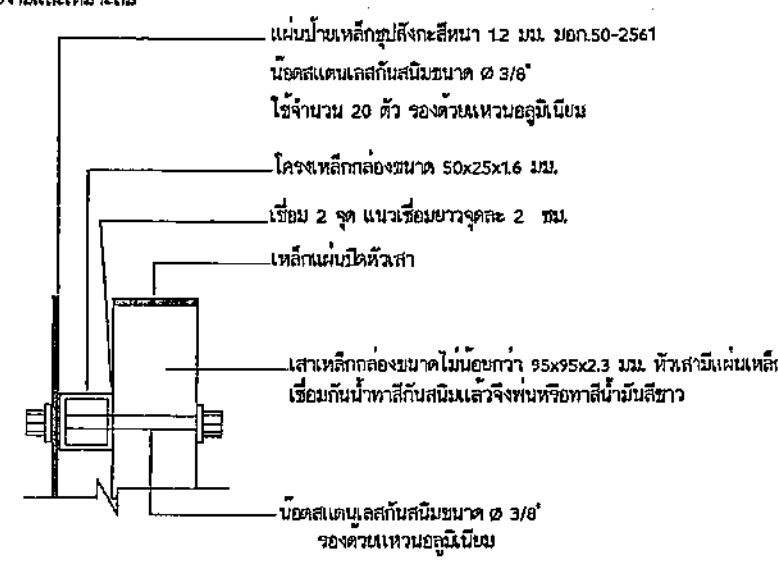 แผ่นป้ายเหล็กชุปสังกะสีหนา 1.2 มม. มอก.50-2561
น๊อตสแตนเลสกันสนิมขนาด Ø 3/8"
ใช้จำนวน 20 ตัว รองด้วยแหวนอลูมิเนียม
โครงเหล็กกล่องขนาด 50x25x1.6 มม.
เชื่อม 2 จุด แนวเชื่อมยาวจุดละ 2 ซม.
เหล็กแผ่นปิดหัวเสา
เสาเหล็กกล่องขนาดไม่น้อยกว่า 95x95x2.3 มม. หัวเสามีแผ่นเหล็ก
เชื่อมกันน้ำทาสีกันสนิมแล้วจึงพ่นหรือทาสีน้ำมันสีขาว
น๊อตสแตนเลสกันสนิมขนาด Ø 3/8"
รองด้วยแหวนอลูมิเนียม